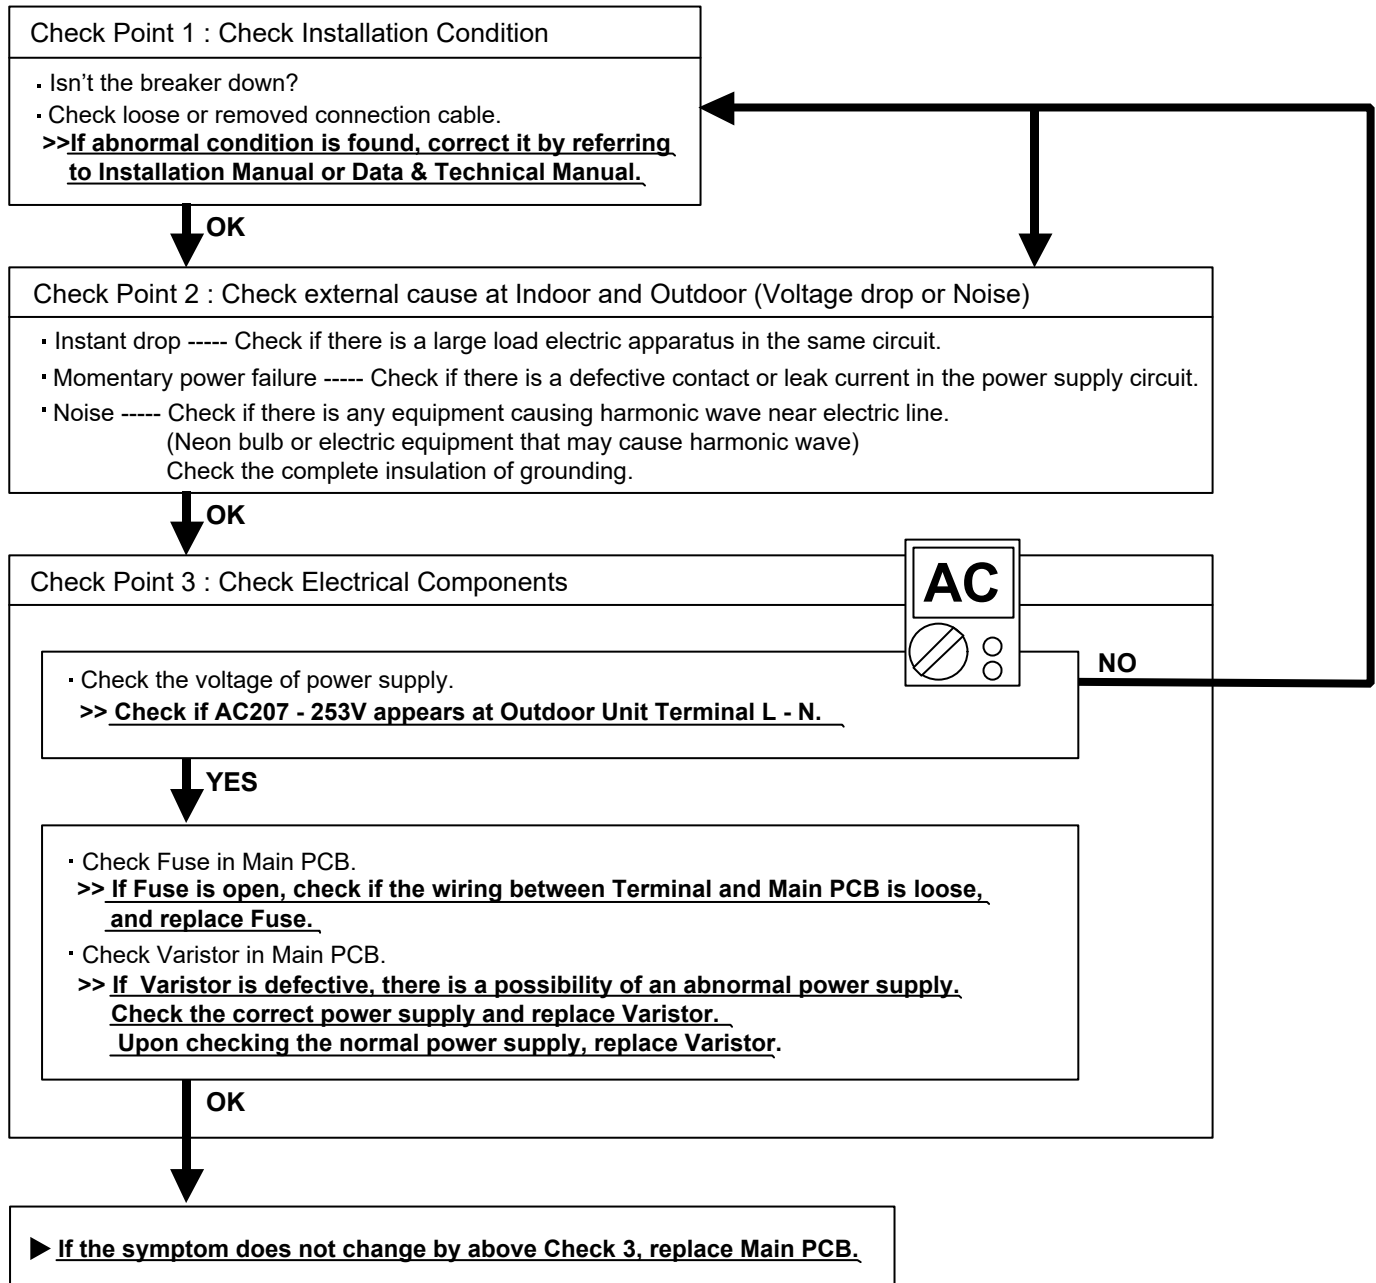 Check Point 1 : Check Installation Condition
· Isn’t the breaker down?
· Check loose or removed connection cable.
>>If abnormal condition is found, correct it by referring
to Installation Manual or Data & Technical Manual.
OK
Check Point 2 : Check external cause at Indoor and Outdoor (Voltage drop or Noise)
· Instant drop ----- Check if there is a large load electric apparatus in the same circuit.
· Momentary power failure ----- Check if there is a defective contact or leak current in the power supply circuit.
· Noise ----- Check if there is any equipment causing harmonic wave near electric line.
(Neon bulb or electric equipment that may cause harmonic wave)
Check the complete insulation of grounding.
OK
Check Point 3 : Check Electrical Components
AC
NO
· Check the voltage of power supply.
>> Check if AC207 - 253V appears at Outdoor Unit Terminal L - N.
YES
· Check Fuse in Main PCB.
>> If Fuse is open, check if the wiring between Terminal and Main PCB is loose,
and replace Fuse.
· Check Varistor in Main PCB.
>> If  Varistor is defective, there is a possibility of an abnormal power supply.
Check the correct power supply and replace Varistor.
Upon checking the normal power supply, replace Varistor.
OK
▶ If the symptom does not change by above Check 3, replace Main PCB.